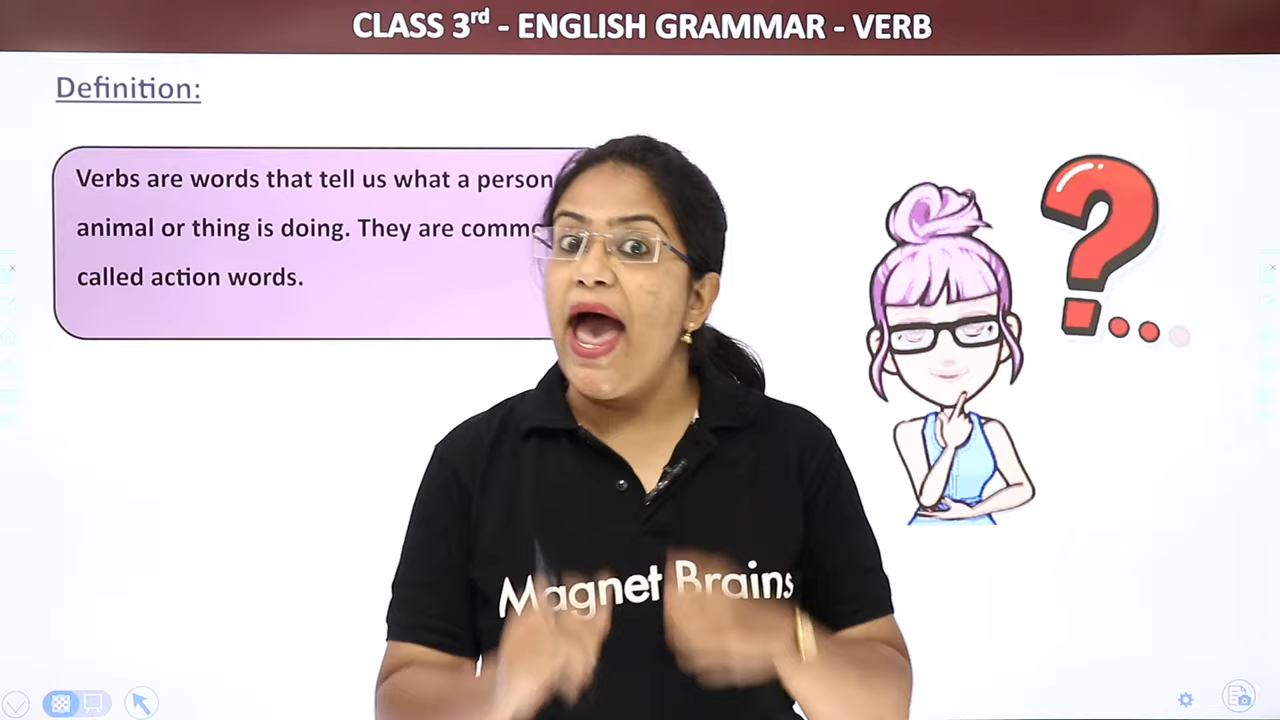 CLASS 3rd - ENGLISH GRAMMAR - VERB
Definition:
Verbs are words that tell us what a person
animal or thing is doing. They are
called action words.
Magnet Brains